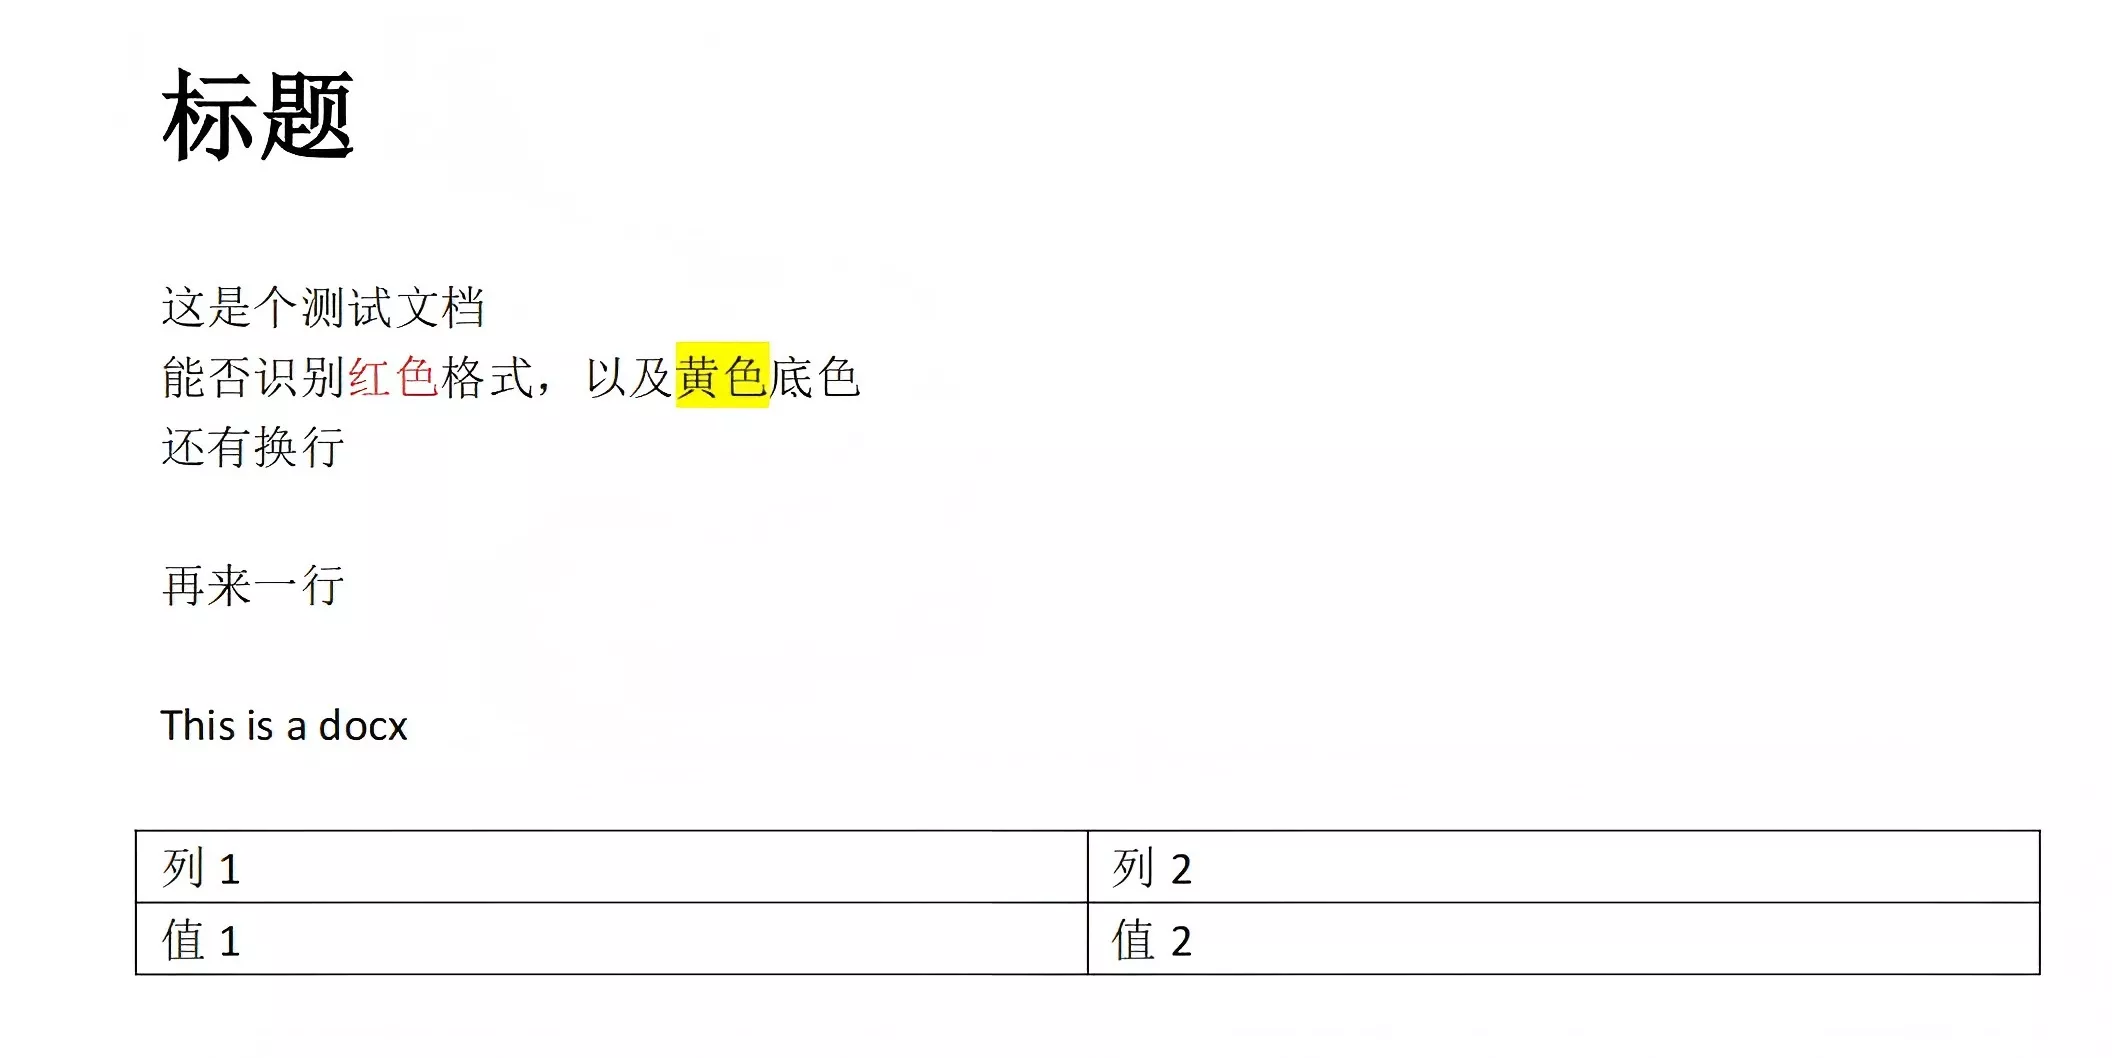 标题
这是个测试文档
能否识别红色格式，以及黄色底色
还有换行
再来一行
This is a docx
列 1 列 2
值 1 值 2